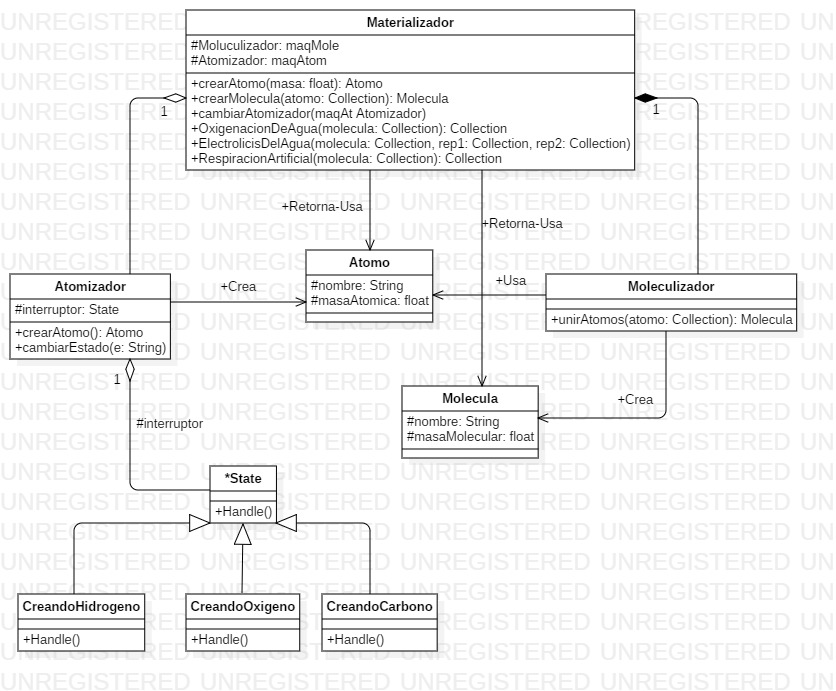 Materializador
#Moluculizador: maqMole
#Atomizador: maqAtom
+crearAtomo(masa: float): Atomo
+crearMolecula(atomo: Collection): Molecula
+cambiarAtomizador(maqAt Atomizador)
+OxigenacionDeAgua(molecula: Collection): Collection
+ElectrolicisDelAgua(molecula: Collection, rep1: Collection, rep2: Collection)
+RespiracionArtificial(molecula: Collection): Collection
1
1
+Retorna-Usa
+Retorna-Usa
Atomizador
#interruptor: State
+crearAtomo(): Atomo
+cambiarEstado(e: String)
+Crea
Atomo
#nombre: String
#masaAtomica: float
+Usa
Moleculizador
+unirAtomos(atomo: Collection): Molecula
1
#interruptor
Molecula
#nombre: String
#masaMolecular: float
+Crea
*State
+Handle()
CreandoHidrogeno
+Handle()
CreandoOxigeno
+Handle()
CreandoCarbono
+Handle()
UNREGISTERED